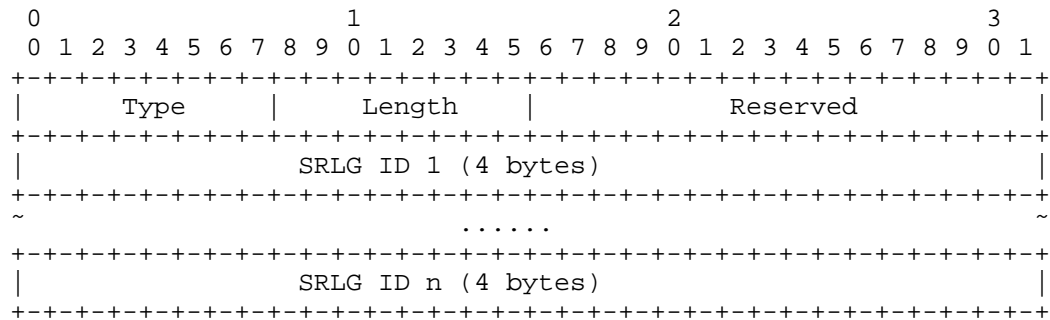 0                   1                   2                   3
 0 1 2 3 4 5 6 7 8 9 0 1 2 3 4 5 6 7 8 9 0 1 2 3 4 5 6 7 8 9 0 1
+-+-+-+-+-+-+-+-+-+-+-+-+-+-+-+-+-+-+-+-+-+-+-+-+-+-+-+-+-+-+-+-+
|      Type     |     Length    |            Reserved           |
+-+-+-+-+-+-+-+-+-+-+-+-+-+-+-+-+-+-+-+-+-+-+-+-+-+-+-+-+-+-+-+-+
|                 SRLG ID 1 (4 bytes)                           |
+-+-+-+-+-+-+-+-+-+-+-+-+-+-+-+-+-+-+-+-+-+-+-+-+-+-+-+-+-+-+-+-+
~                           ......                              ~
+-+-+-+-+-+-+-+-+-+-+-+-+-+-+-+-+-+-+-+-+-+-+-+-+-+-+-+-+-+-+-+-+
|                 SRLG ID n (4 bytes)                           |
+-+-+-+-+-+-+-+-+-+-+-+-+-+-+-+-+-+-+-+-+-+-+-+-+-+-+-+-+-+-+-+-+